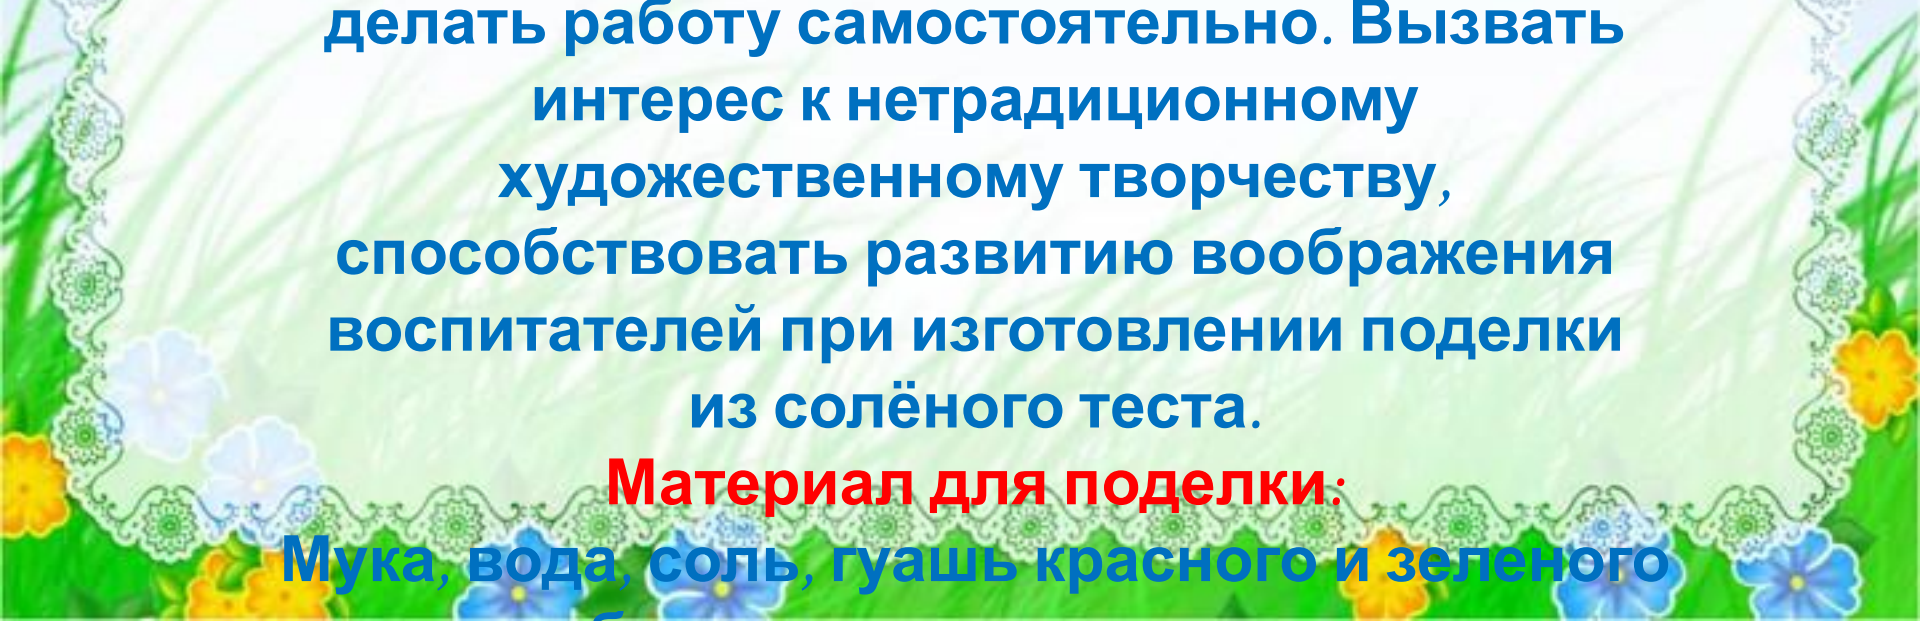 делать работу самостоятельно. Вызвать
интерес к нетрадиционному
художественному творчеству,
способствовать развитию воображения
воспитателей при изготовлении поделки
из солёного теста.
Материал для поделки:
Мука, вода, соль, гуашь красного и зеленого